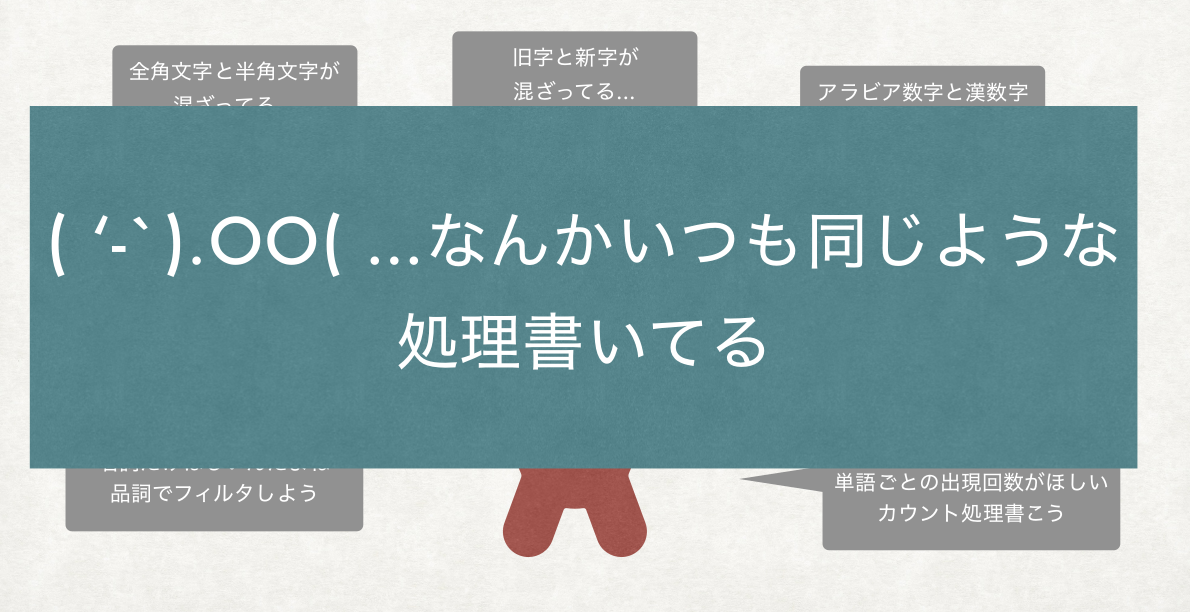 全角文字と半角文字が
混ざってる
旧字と新字が
混ざってる...
アラビア数字と漢数字
( ‘-`).oO( ...なんかいつも同じような
処理書いてる
品詞でフィルタしよう
単語ごとの出現回数がほしい
カウント処理書こう